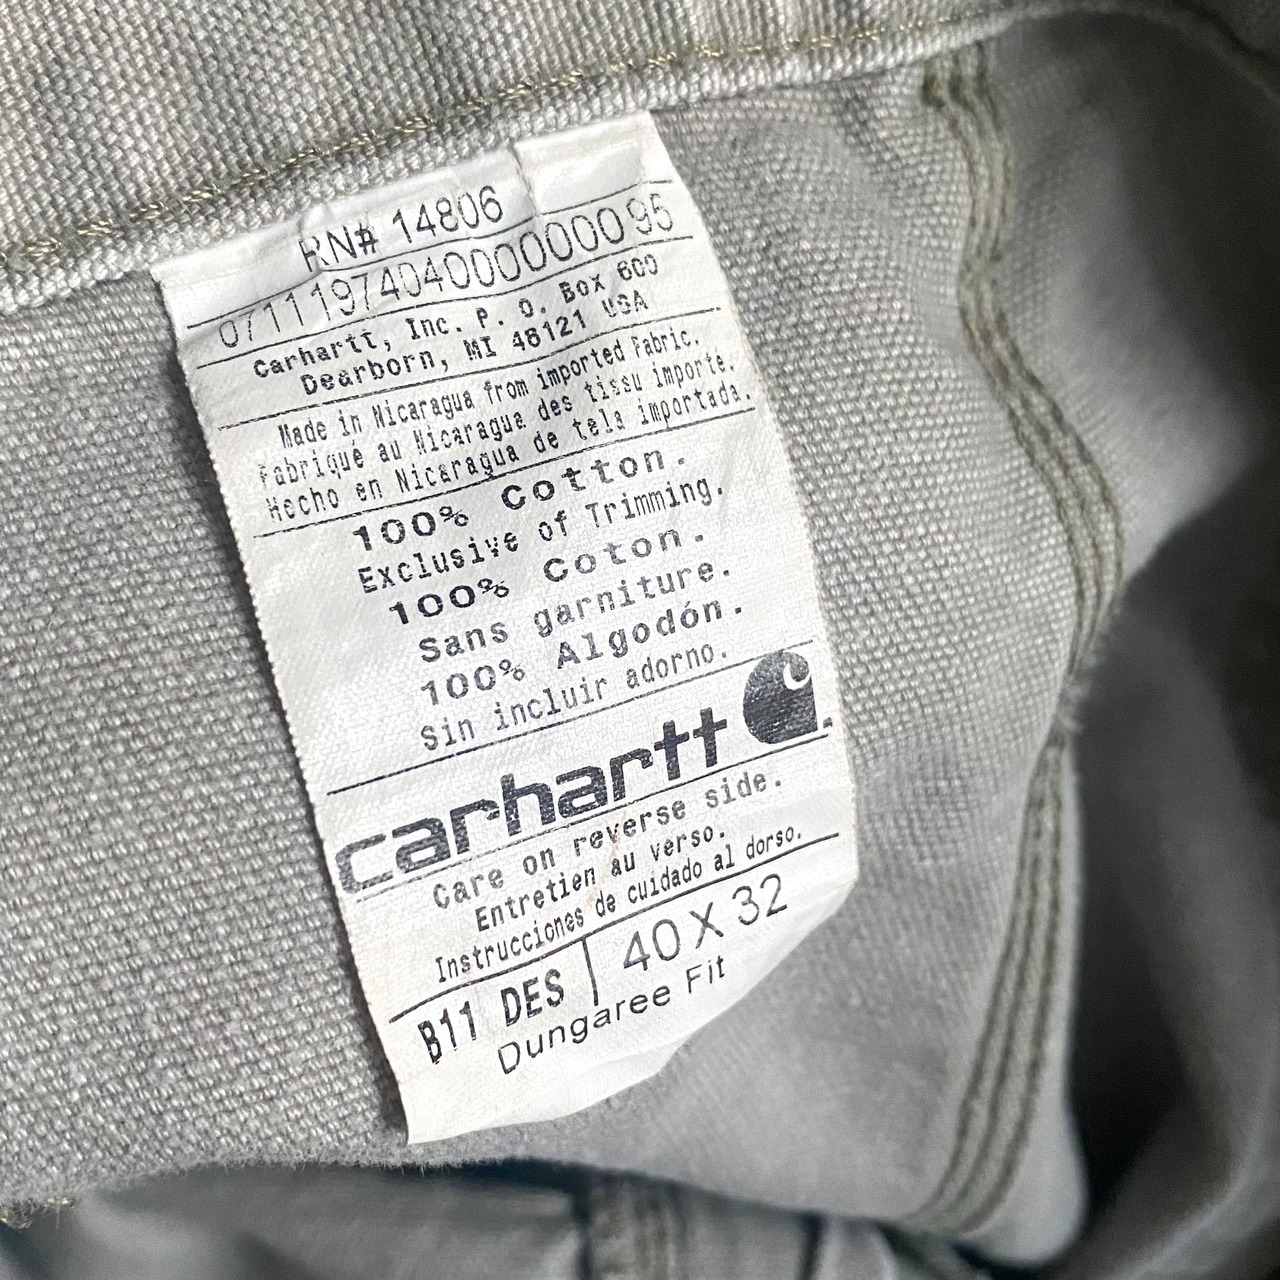 RN# 14806
07111974040000000095
Carhartt, Inc. P. O. Box 600
Dearborn, MI 48121 USA
Made in Nicaragua from imported Fabric.
Fabriqué au Nicaragua des tissu importe.
Hecho en Nicaragua de tela importada.
100% Cotton.
Exclusive of Trimming.
100% Coton.
Sans garniture.
100% Algodón.
Sin incluir adorno.
carhartt
Care on reverse side.
Entretien au verso.
Instrucciones de cuidado al dorso.
B11 DES 40 X 32
Dungaree Fit